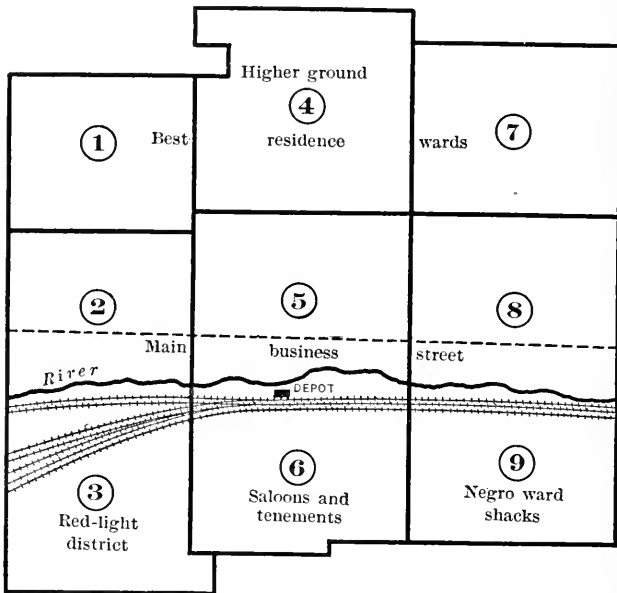 Higher ground
4
1
7
Best residence wards
2
5
8
Main business street
River
DEPOT
3
Red-light
district
6
Saloons and
tenements
9
Negro ward
shacks